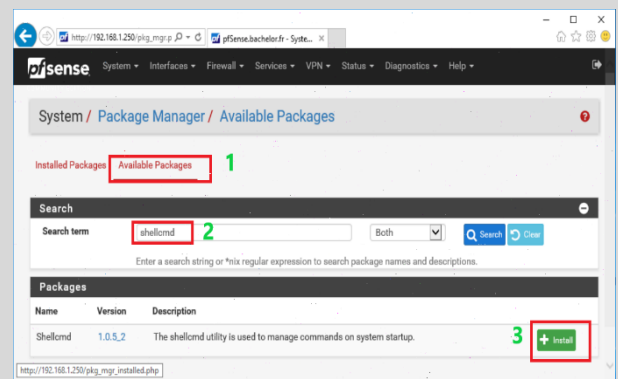 http://192.168.1.250/pkg_mgr.p pfSense.bachelor.fr - Syste... X
pfsense System Interfaces Firewall Services VPN Status Diagnostics Help
System / Package Manager / Available Packages
Installed Packages Available Packages 1
Search
Search term shellcmd 2 Both Search Clear
Enter a search string or *nix regular expression to search package names and descriptions.
Packages
Name Version Description
Shellcmd 1.0.5_2 The shellcmd utility is used to manage commands on system startup. 3 Install
http://192.168.1.250/pkg_mgr_installed.php